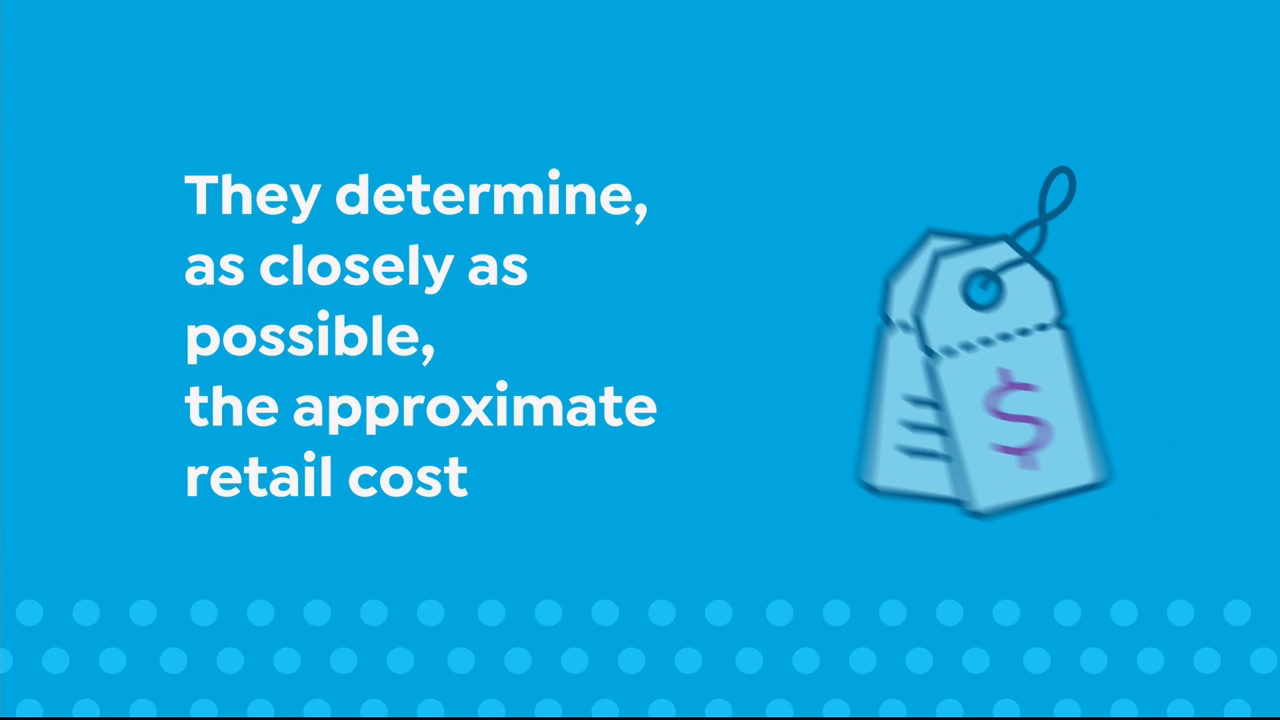 They determine,
as closely as
possible,
the approximate
retail cost
$